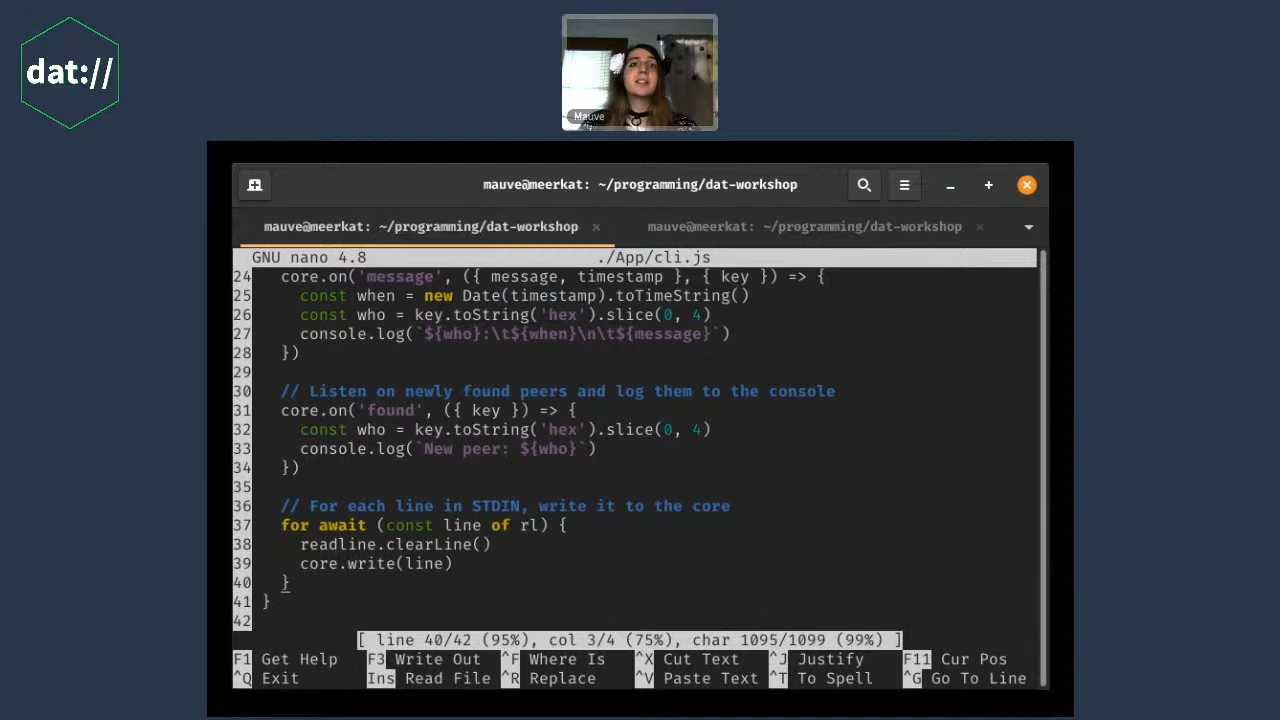 dat://
Mauve
mauve@meerkat: ~/programming/dat-workshop
mauve@meerkat: ~/programming/dat-workshop × mauve@meerkat: ~/programming/dat-workshop ×
GNU nano 4.8 ./App/cli.js
24 core.on('message', ({ message, timestamp }, { key }) => {
25 const when = new Date(timestamp).toTimeString()
26 const who = key.toString('hex').slice(0, 4)
27 console.log(`${who}:\t${when}\n\t${message}`)
28 })
29
30 // Listen on newly found peers and log them to the console
31 core.on('found', ({ key }) => {
32 const who = key.toString('hex').slice(0, 4)
33 console.log(`New peer: ${who}`)
34 })
35
36 // For each line in STDIN, write it to the core
37 for await (const line of rl) {
38 readline.clearLine()
39 core.write(line)
40 }
41 }
42
[ line 40/42 (95%), col 3/4 (75%), char 1095/1099 (99%) ]
F1 Get Help F3 Write Out ^F Where Is ^X Cut Text ^J Justify F11 Cur Pos
^Q Exit Ins Read File ^R Replace ^V Paste Text ^T To Spell ^G Go To Line